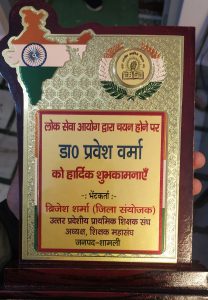 लोक सेवा आयोग द्वारा चयन होने पर
डा0 प्रवेश वर्मा
को हार्दिक शुभकामनाएँ
-: भेंटकर्ता :-
ब्रिजेश शर्मा (जिला संयोजक)
उत्तर प्रदेशीय प्राथमिक शिक्षक संघ
अध्यक्ष, शिक्षक महासंघ
जनपद-शामली